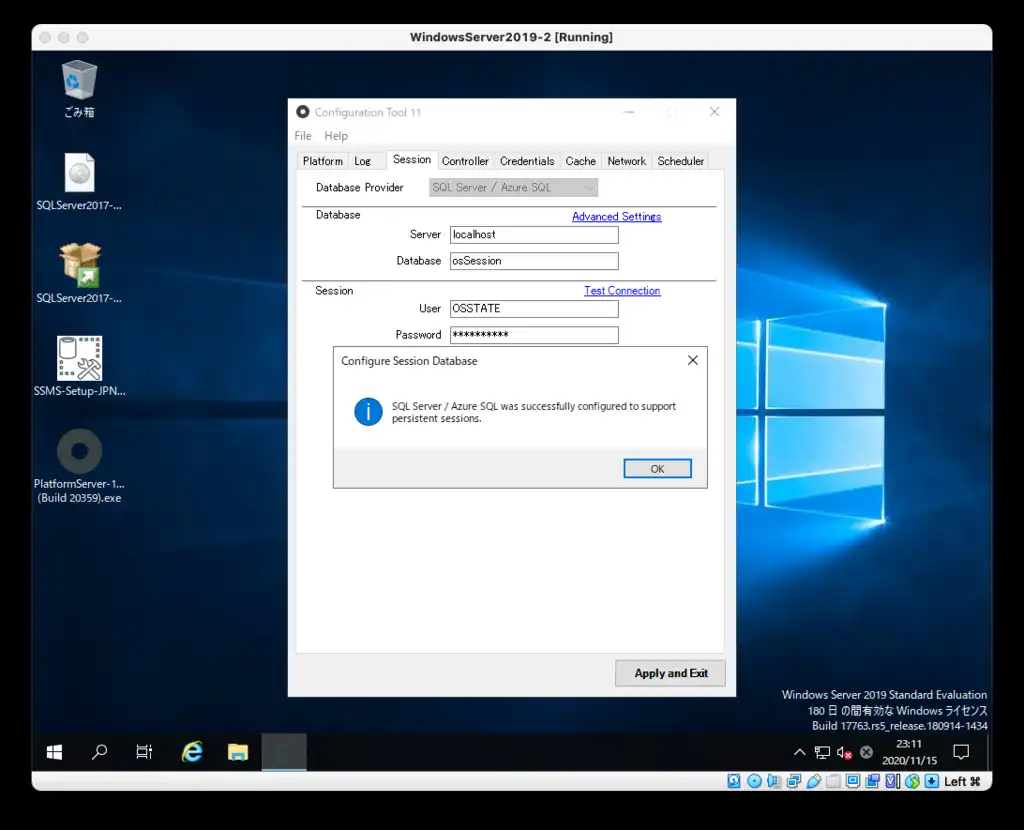 WindowsServer2019-2 [Running]
ごみ箱
SQLServer2017-...
SQLServer2017-...
SSMS-Setup-JPN...
PlatformServer-1...
(Build 20359).exe
Configuration Tool 11
File Help
Platform Log Session Controller Credentials Cache Network Scheduler
Database Provider SQL Server / Azure SQL
Database Advanced Settings
Server localhost
Database osSession
Session Test Connection
User OSSTATE
Password **********
Configure Session Database
SQL Server / Azure SQL was successfully configured to support
persistent sessions.
OK
Apply and Exit
Windows Server 2019 Standard Evaluation
180 日 の間有効な Windows ライセンス
Build 17763.rs5_release.180914-1434
23:11
2020/11/15
Left ⌘